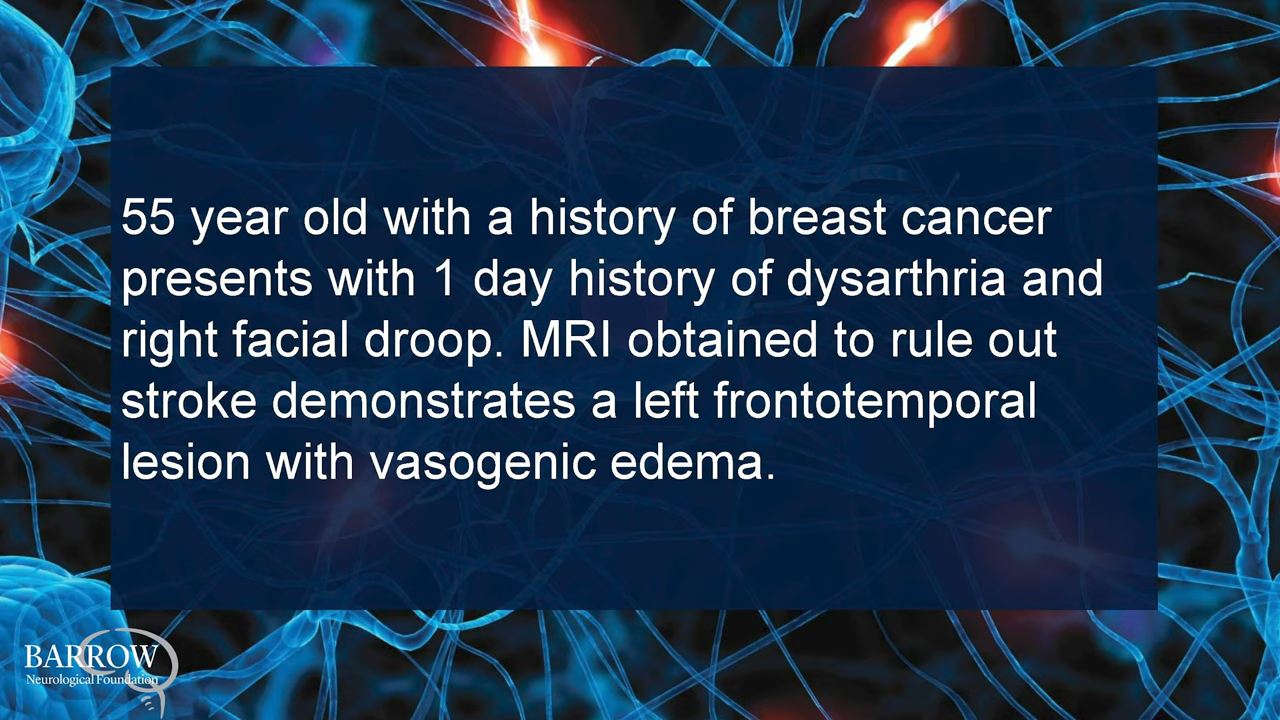 55 year old with a history of breast cancer
presents with 1 day history of dysarthria and
right facial droop. MRI obtained to rule out
stroke demonstrates a left frontotemporal
lesion with vasogenic edema.
BARROW
Neurological Foundation